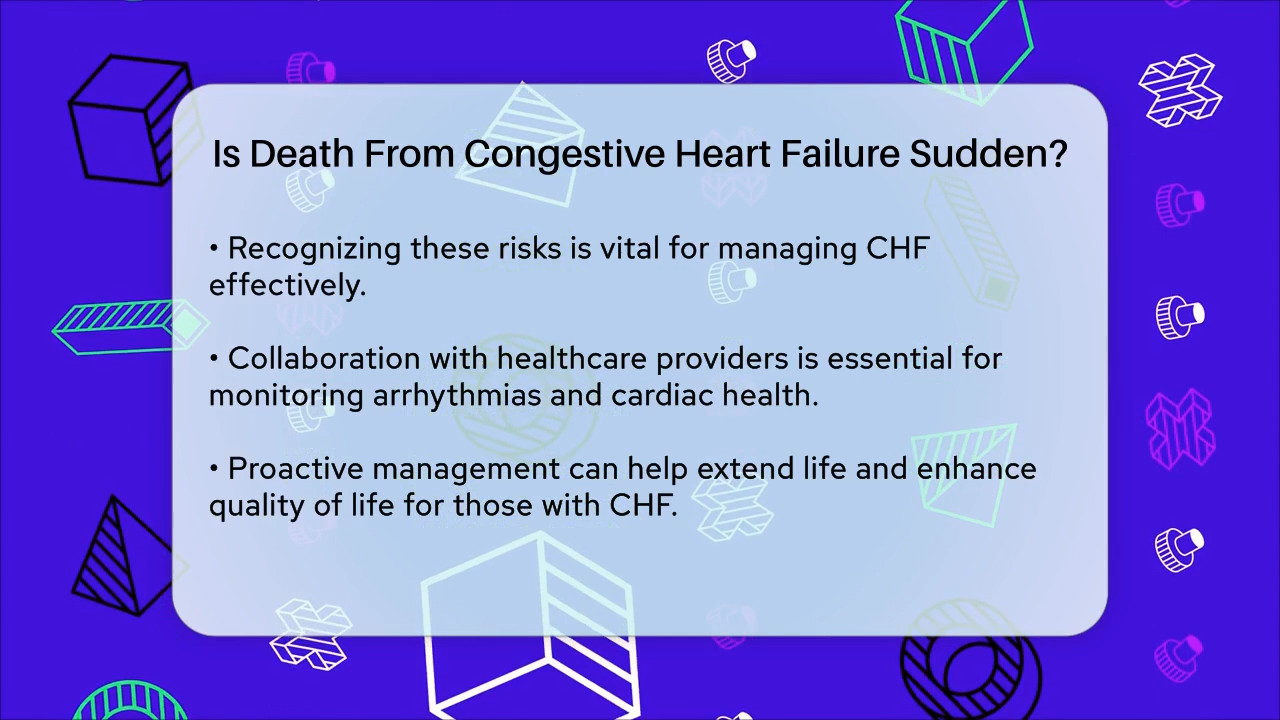 Is Death From Congestive Heart Failure Sudden?
• Recognizing these risks is vital for managing CHF
effectively.
• Collaboration with healthcare providers is essential for
monitoring arrhythmias and cardiac health.
• Proactive management can help extend life and enhance
quality of life for those with CHF.